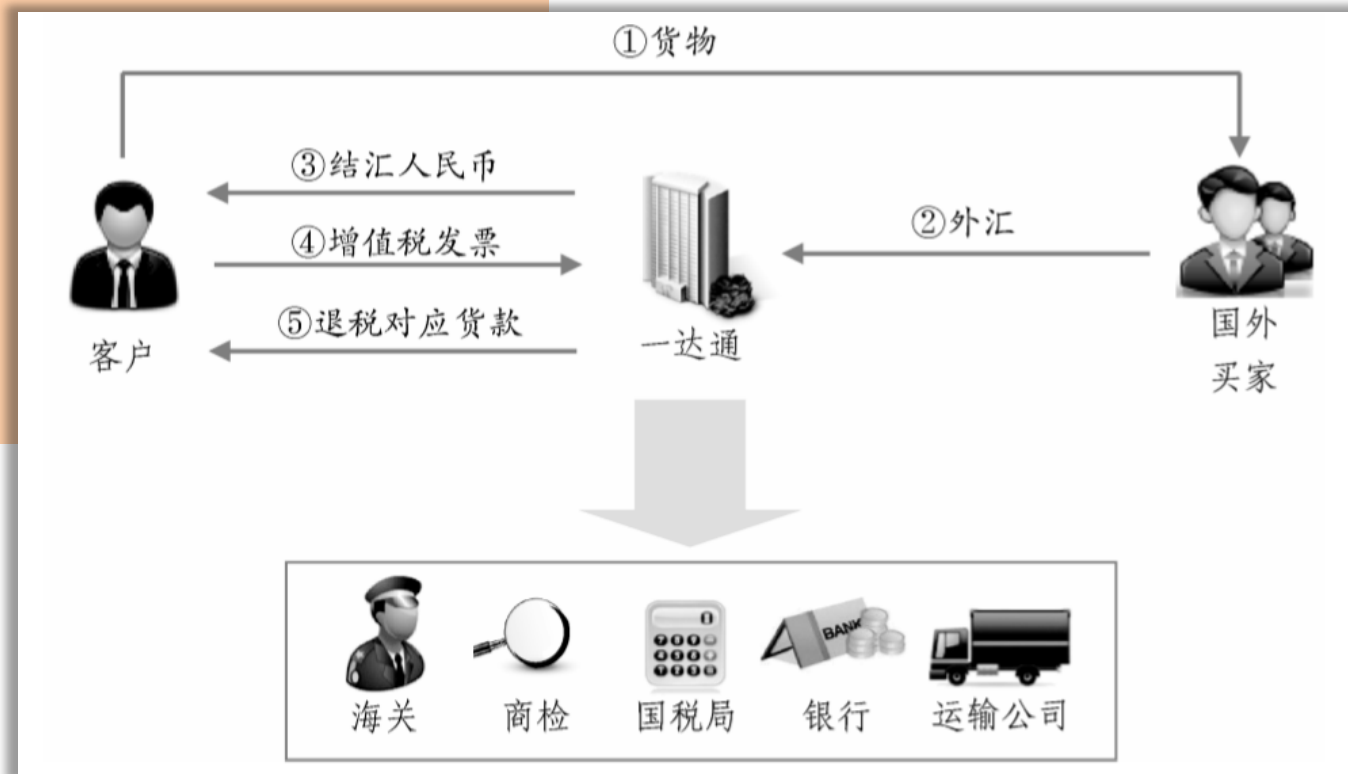 ①货物
③结汇人民币
②外汇
④增值税发票
⑤退税对应货款
客户
一达通
国外
买家
BANK
海关
商检
国税局
银行
运输公司